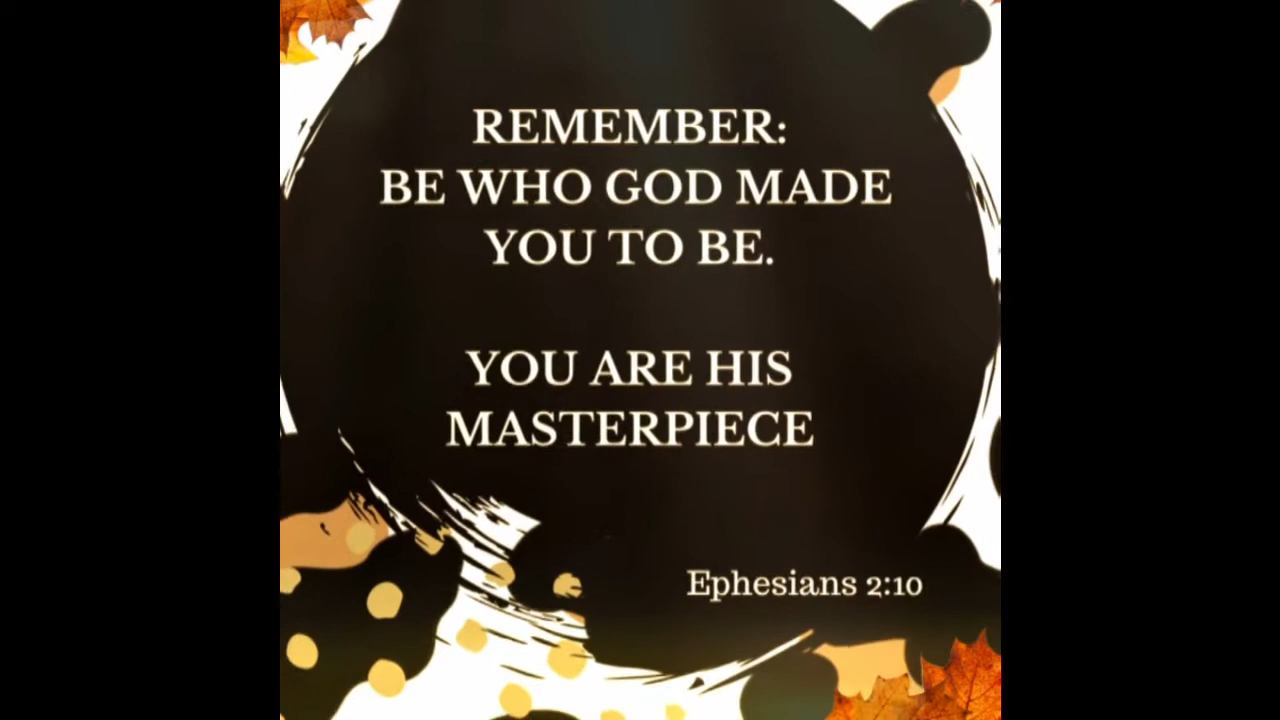 REMEMBER:
BE WHO GOD MADE
YOU TO BE.
YOU ARE HIS
MASTERPIECE
Ephesians 2:10